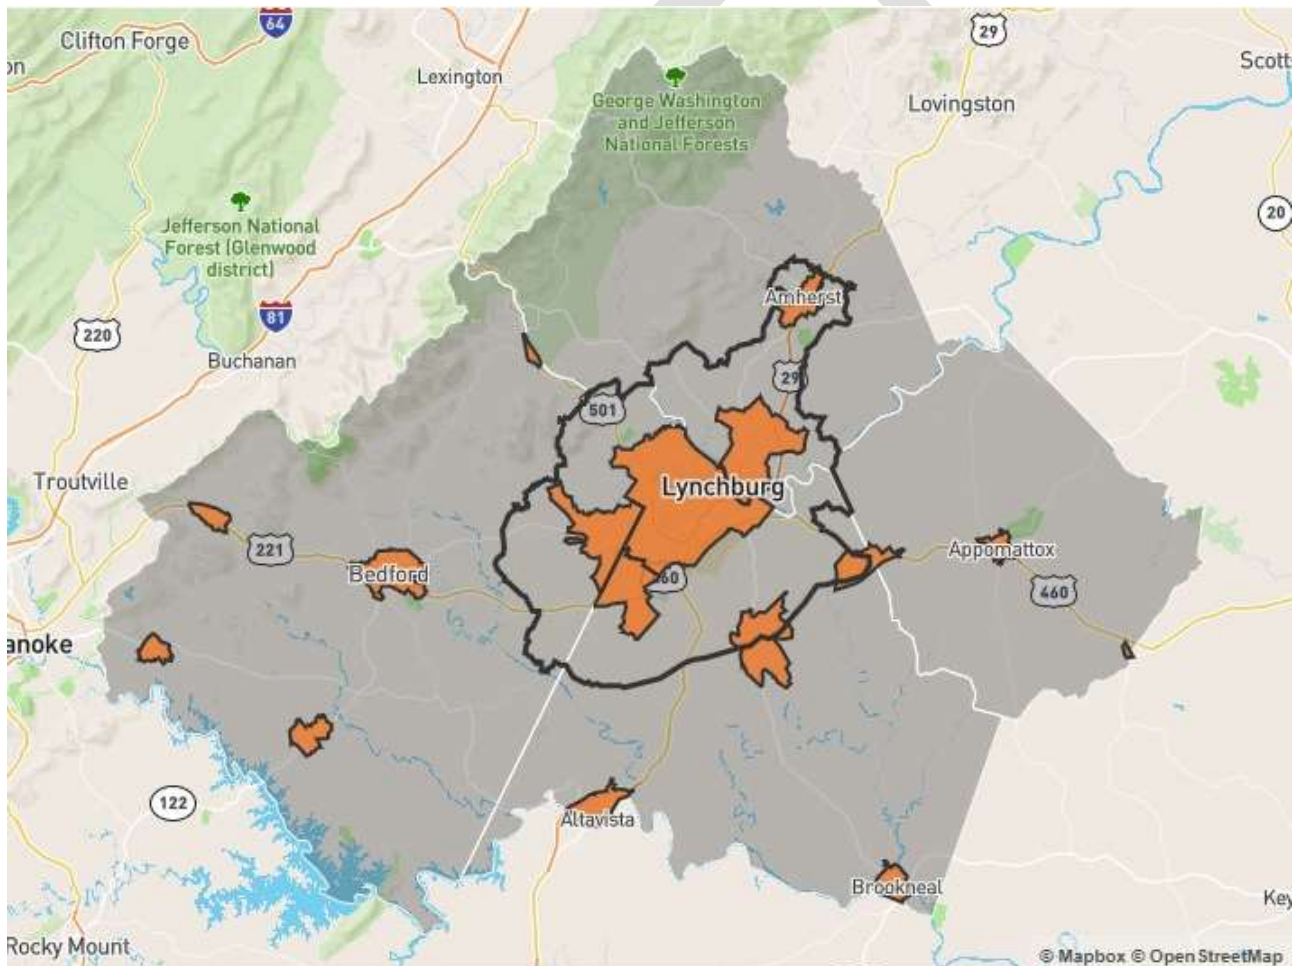 64
Clifton Forge
on
Lexington
29
Scotts
George Washington
and Jefferson
National Forests
Lovingston
Jefferson National
Forest (Glenwood
district)
20
81
220
Buchanan
Amherst
29
501
Troutville
Lynchburg
221
Bedford
Appomattox
60
460
anoke
122
Altavista
Brookneal
Key
Rocky Mount
© Mapbox © OpenStreetMap